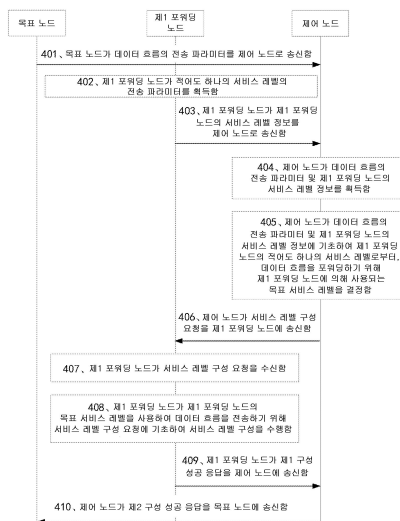 목표 노드
제1 포워딩
노드
제어 노드
401、목표 노드가 데이터 흐름의 전송 파라미터를 제어 노드로 송신함
402、제1 포워딩 노드가 적어도 하나의 서비스 레벨의
전송 파라미터를 획득함
403、제1 포워딩 노드가 제1 포워딩
노드의 서비스 레벨 정보를
제어 노드로 송신함
404、제어 노드가 데이터 흐름의
전송 파라미터 및 제1 포워딩 노드의
서비스 레벨 정보를 획득함
405、제어 노드가 데이터 흐름의
전송 파라미터 및 제1 포워딩 노드의
서비스 레벨 정보에 기초하여 제1 포워딩
노드의 적어도 하나의 서비스 레벨로부터,
데이터 흐름을 포워딩하기 위해
제1 포워딩 노드에 의해 사용되는
목표 서비스 레벨을 결정함
406、제어 노드가 서비스 레벨 구성
요청을 제1 포워딩 노드에 송신함
407、제1 포워딩 노드가 서비스 레벨 구성 요청을 수신함
408、제1 포워딩 노드가 제1 포워딩 노드의
목표 서비스 레벨을 사용하여 데이터 흐름을 전송하기 위해
서비스 레벨 구성 요청에 기초하여 서비스 레벨 구성을 수행함
409、제1 포워딩 노드가 제1 구성
성공 응답을 제어 노드에 송신함
410、제어 노드가 제2 구성 성공 응답을 목표 노드에 송신함